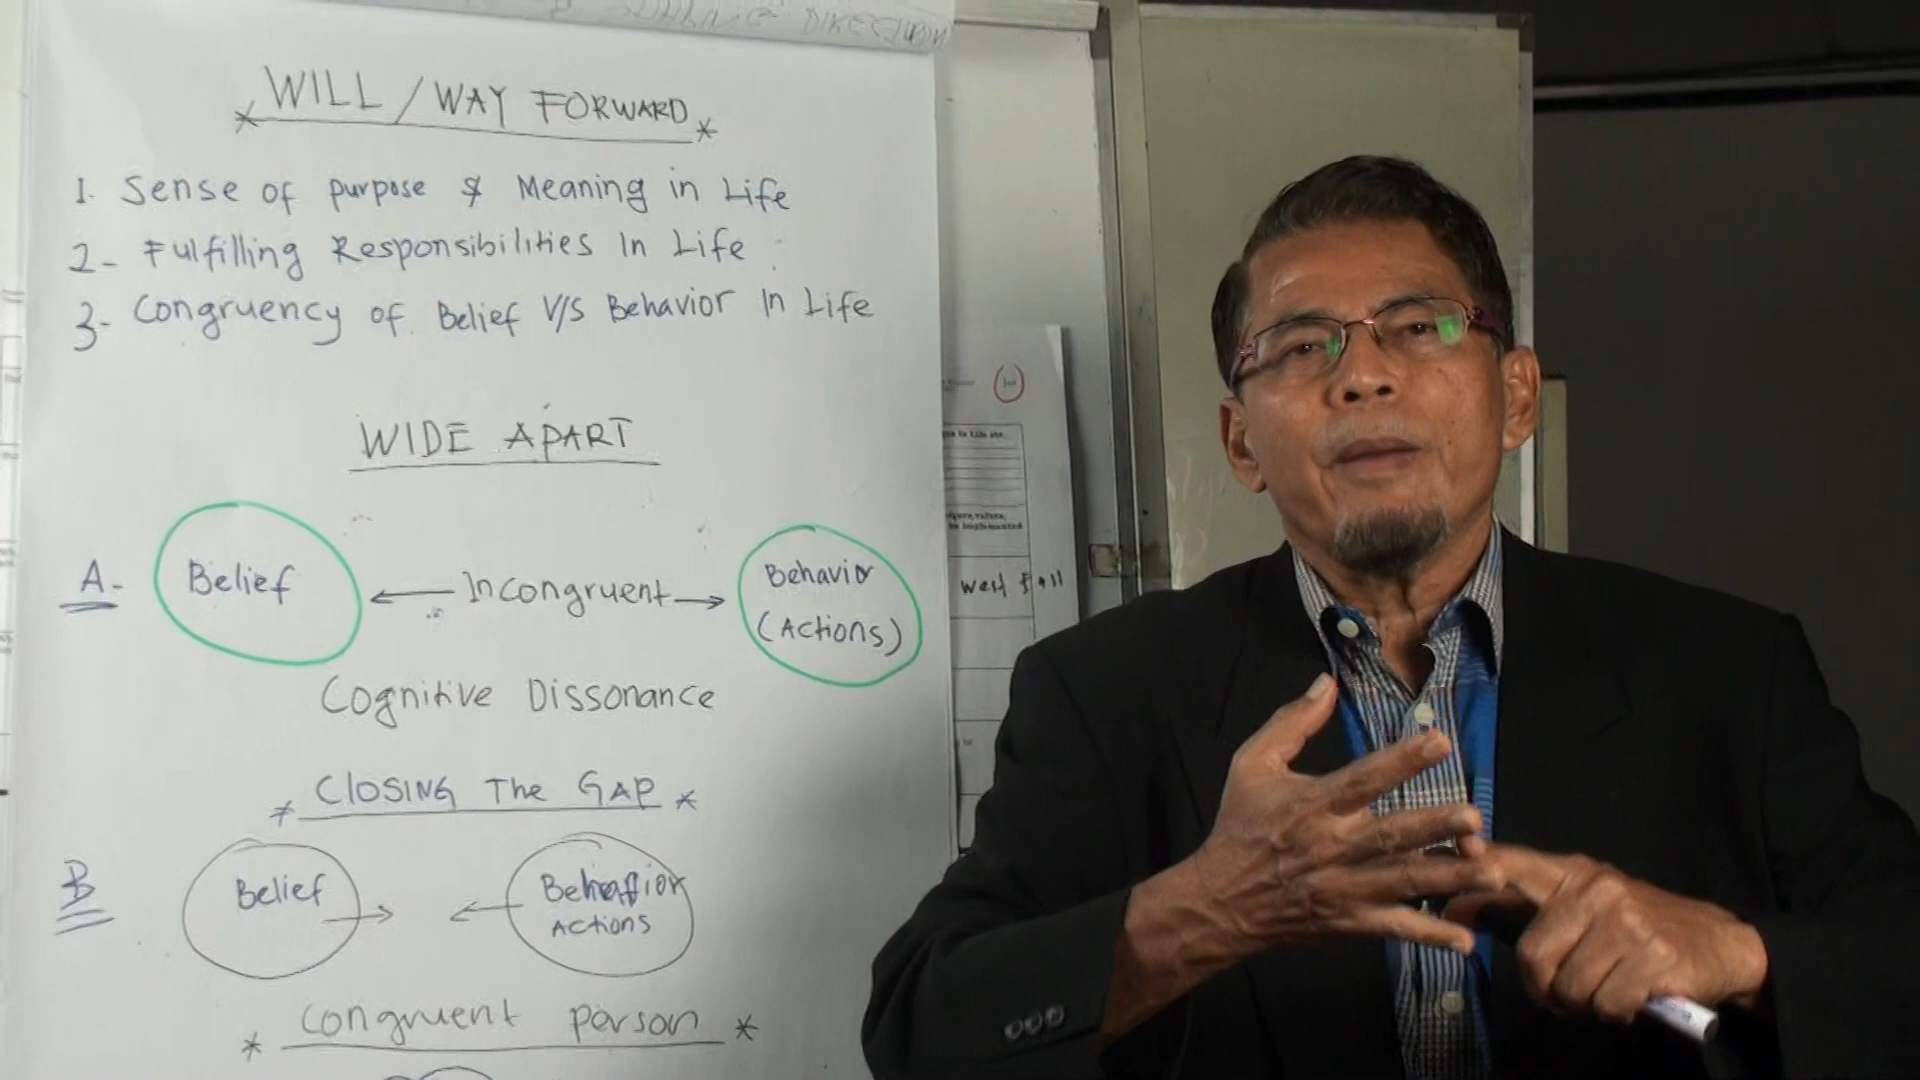 DIRECTION
WILL / WAY FORWARD
1. Sense of purpose & Meaning in Life
2- Fulfilling Responsibilities In Life
3- Congruency of Belief V/S Behavior In Life
WIDE APART
A- Belief ← Incongruent → Behavior
(Actions)
Cognitive Dissonance
* CLOSING The GAP *
B Belief → ← Behavior
Actions
* Congruent person *